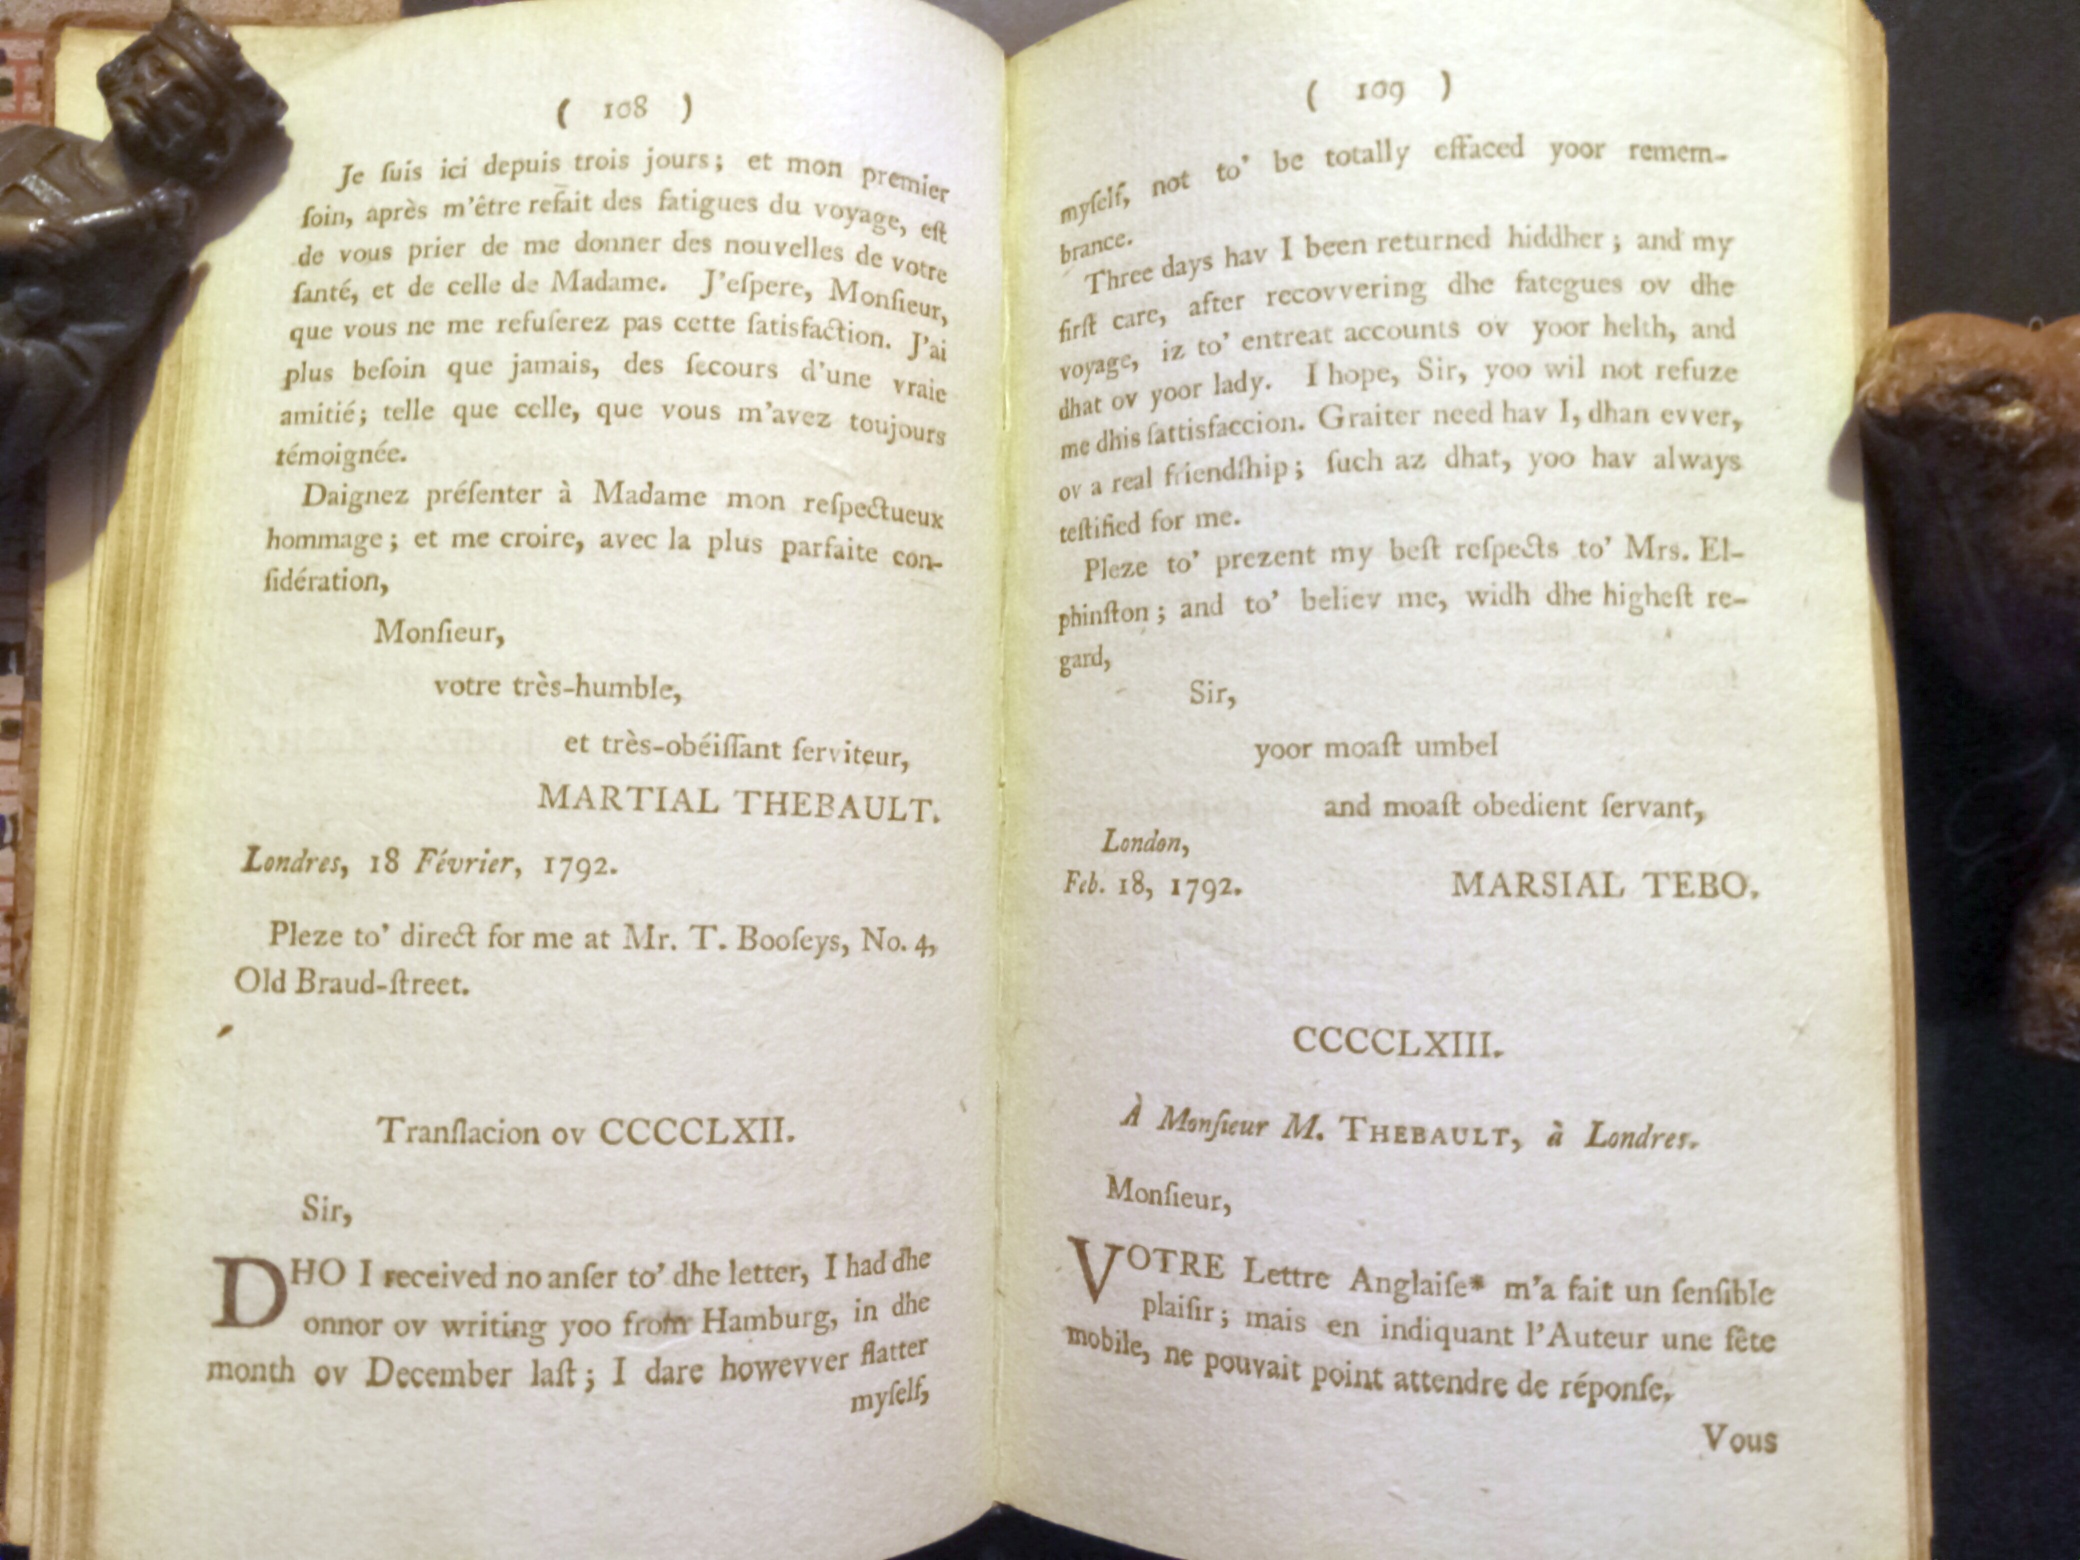 ( 108 )
Je ſuis ici depuis trois jours; et mon premier
ſoin, après m'être refait des fatigues du voyage, eſt
de vous prier de me donner des nouvelles de votre
ſanté, et de celle de Madame. J'eſpere, Monſieur,
que vous ne me refuſerez pas cette ſatisfaction. J'ai
plus beſoin que jamais, des ſecours d'une vraie
amitié; telle que celle, que vous m'avez toujours
témoignée.
Daignez préſenter à Madame mon reſpectueux
hommage; et me croire, avec la plus parfaite con-
ſidération,
Monſieur,
votre très-humble,
et très-obéiſſant ſerviteur,
MARTIAL THEBAULT.
Londres, 18 Février, 1792.
Pleze to' direct for me at Mr. T. Booſeys, No. 4,
Old Braud-ſtreet.
Tranſlacion ov CCCCCLXII.
Sir,
DHO I received no anſer to' dhe letter, I had dhe
onnor ov writing yoo from Hamburg, in dhe
month ov December laſt; I dare howevver flatter
myſelf,
( 109 )
myſelf, not to' be totally effaced yoor remem-
brance.
Three days hav I been returned hiddher; and my
firſt care, after recovvering dhe fategues ov dhe
voyage, iz to' entreat accounts ov yoor helth, and
dhat ov yoor lady. I hope, Sir, yoo wil not refuze
me dhis ſattisfaccion. Graiter need hav I, dhan evver,
ov a real friendſhip; ſuch az dhat, yoo hav always
teſtified for me.
Pleze to' prezent my beſt reſpects to' Mrs. El-
phinſton; and to' believ me, widh dhe higheſt re-
gard,
Sir,
yoor moaſt umbel
and moaſt obedient ſervant,
London,
Feb. 18, 1792. MARSIAL TEBO.
CCCCCLXIII.
À Monſieur M. THEBAULT, à Londres.
Monſieur,
VOTRE Lettre Anglaiſe* m'a fait un ſenſible
plaiſir; mais en indiquant l'Auteur une fête
mobile, ne pouvait point attendre de réponſe.
Vous